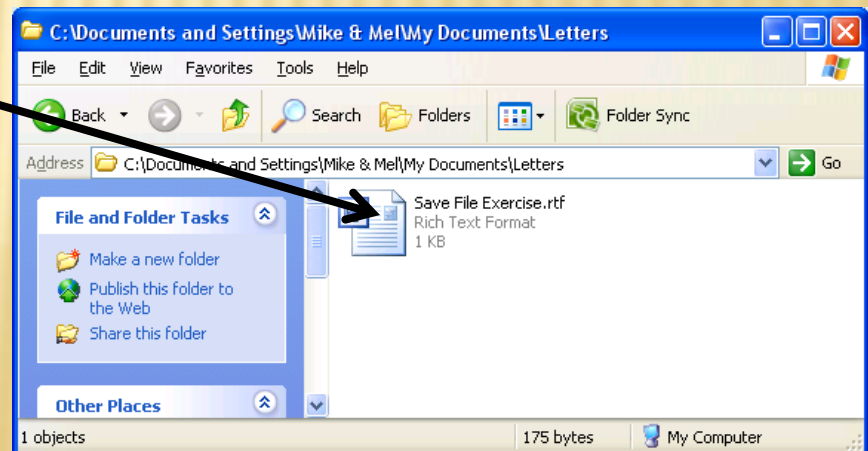 C:\Documents and Settings\Mike & Mel\My Documents\Letters
File Edit View Favorites Tools Help
Back Search Folders Folder Sync
Address C:\Documents and Settings\Mike & Mel\My Documents\Letters Go
File and Folder Tasks
Make a new folder
Publish this folder to
the Web
Share this folder
Other Places
Save File Exercise.rtf
Rich Text Format
1 KB
1 objects 175 bytes My Computer